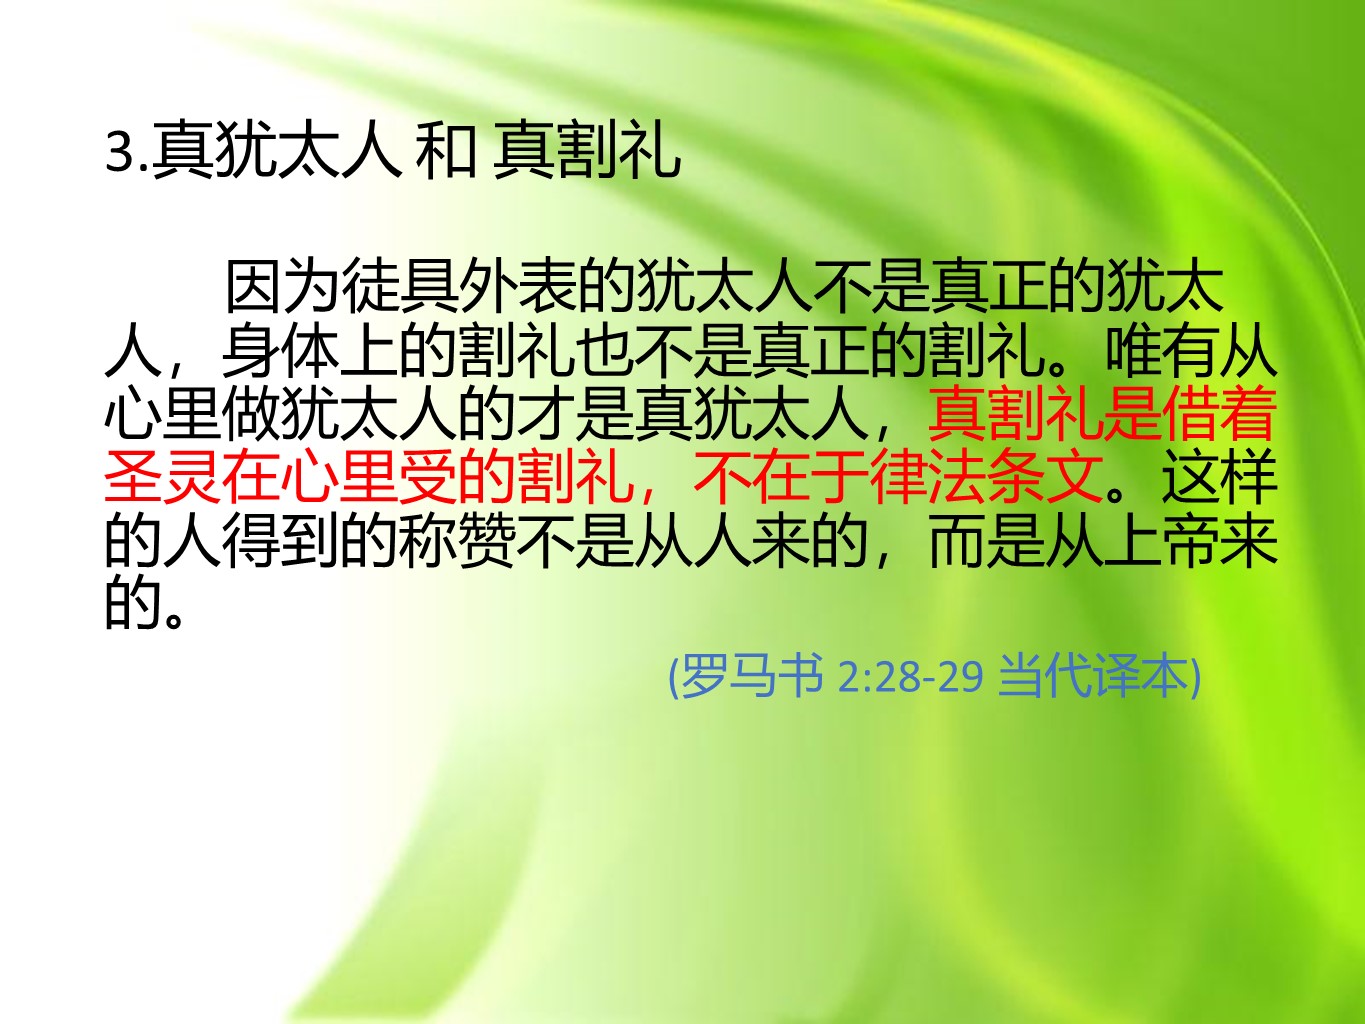 3.真犹太人 和 真割礼
因为徒具外表的犹太人不是真正的犹太
人，身体上的割礼也不是真正的割礼。唯有从
心里做犹太人的才是真犹太人，真割礼是借着
圣灵在心里受的割礼，不在于律法条文。这样
的人得到的称赞不是从人来的，而是从上帝来
的。
(罗马书 2:28-29 当代译本)